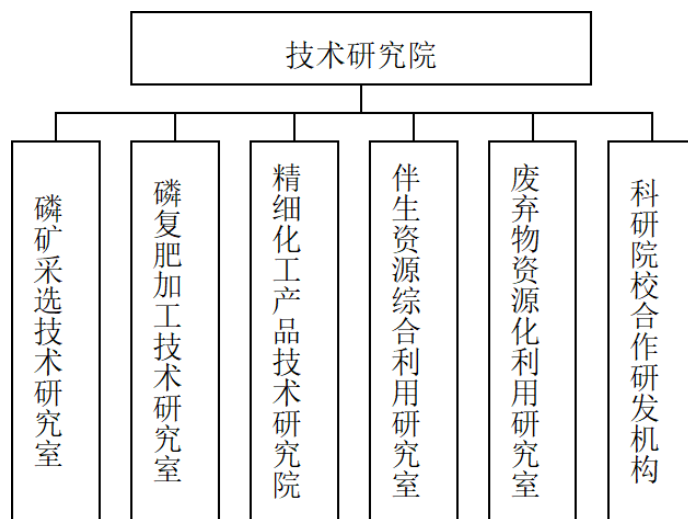 技术研究院
磷矿采选技术研究室
磷复肥加工技术研究室
精细化工产品技术研究院
伴生资源综合利用研究室
废弃物资源化利用研究室
科研院校合作研发机构